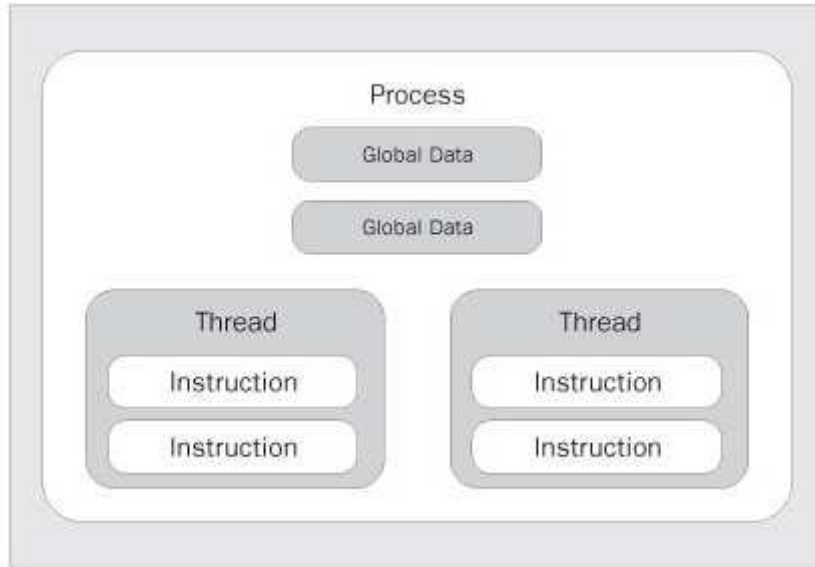 Process
Global Data
Global Data
Thread
Instruction
Instruction
Thread
Instruction
Instruction